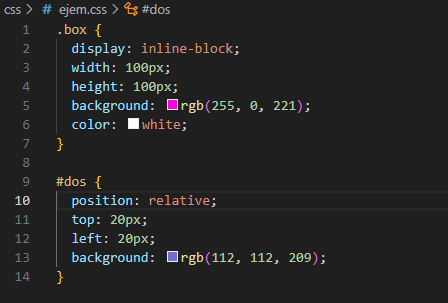 css > # ejem.css > #dos
1 .box {
2 display: inline-block;
3 width: 100px;
4 height: 100px;
5 background: rgb(255, 0, 221);
6 color: white;
7 }
8
9 #dos {
10 position: relative;
11 top: 20px;
12 left: 20px;
13 background: rgb(112, 112, 209);
14 }